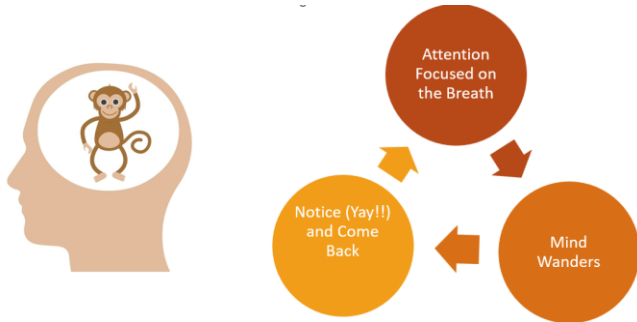 Attention
Focused on
the Breath
Mind
Wanders
Notice (Yay!!)
and Come
Back